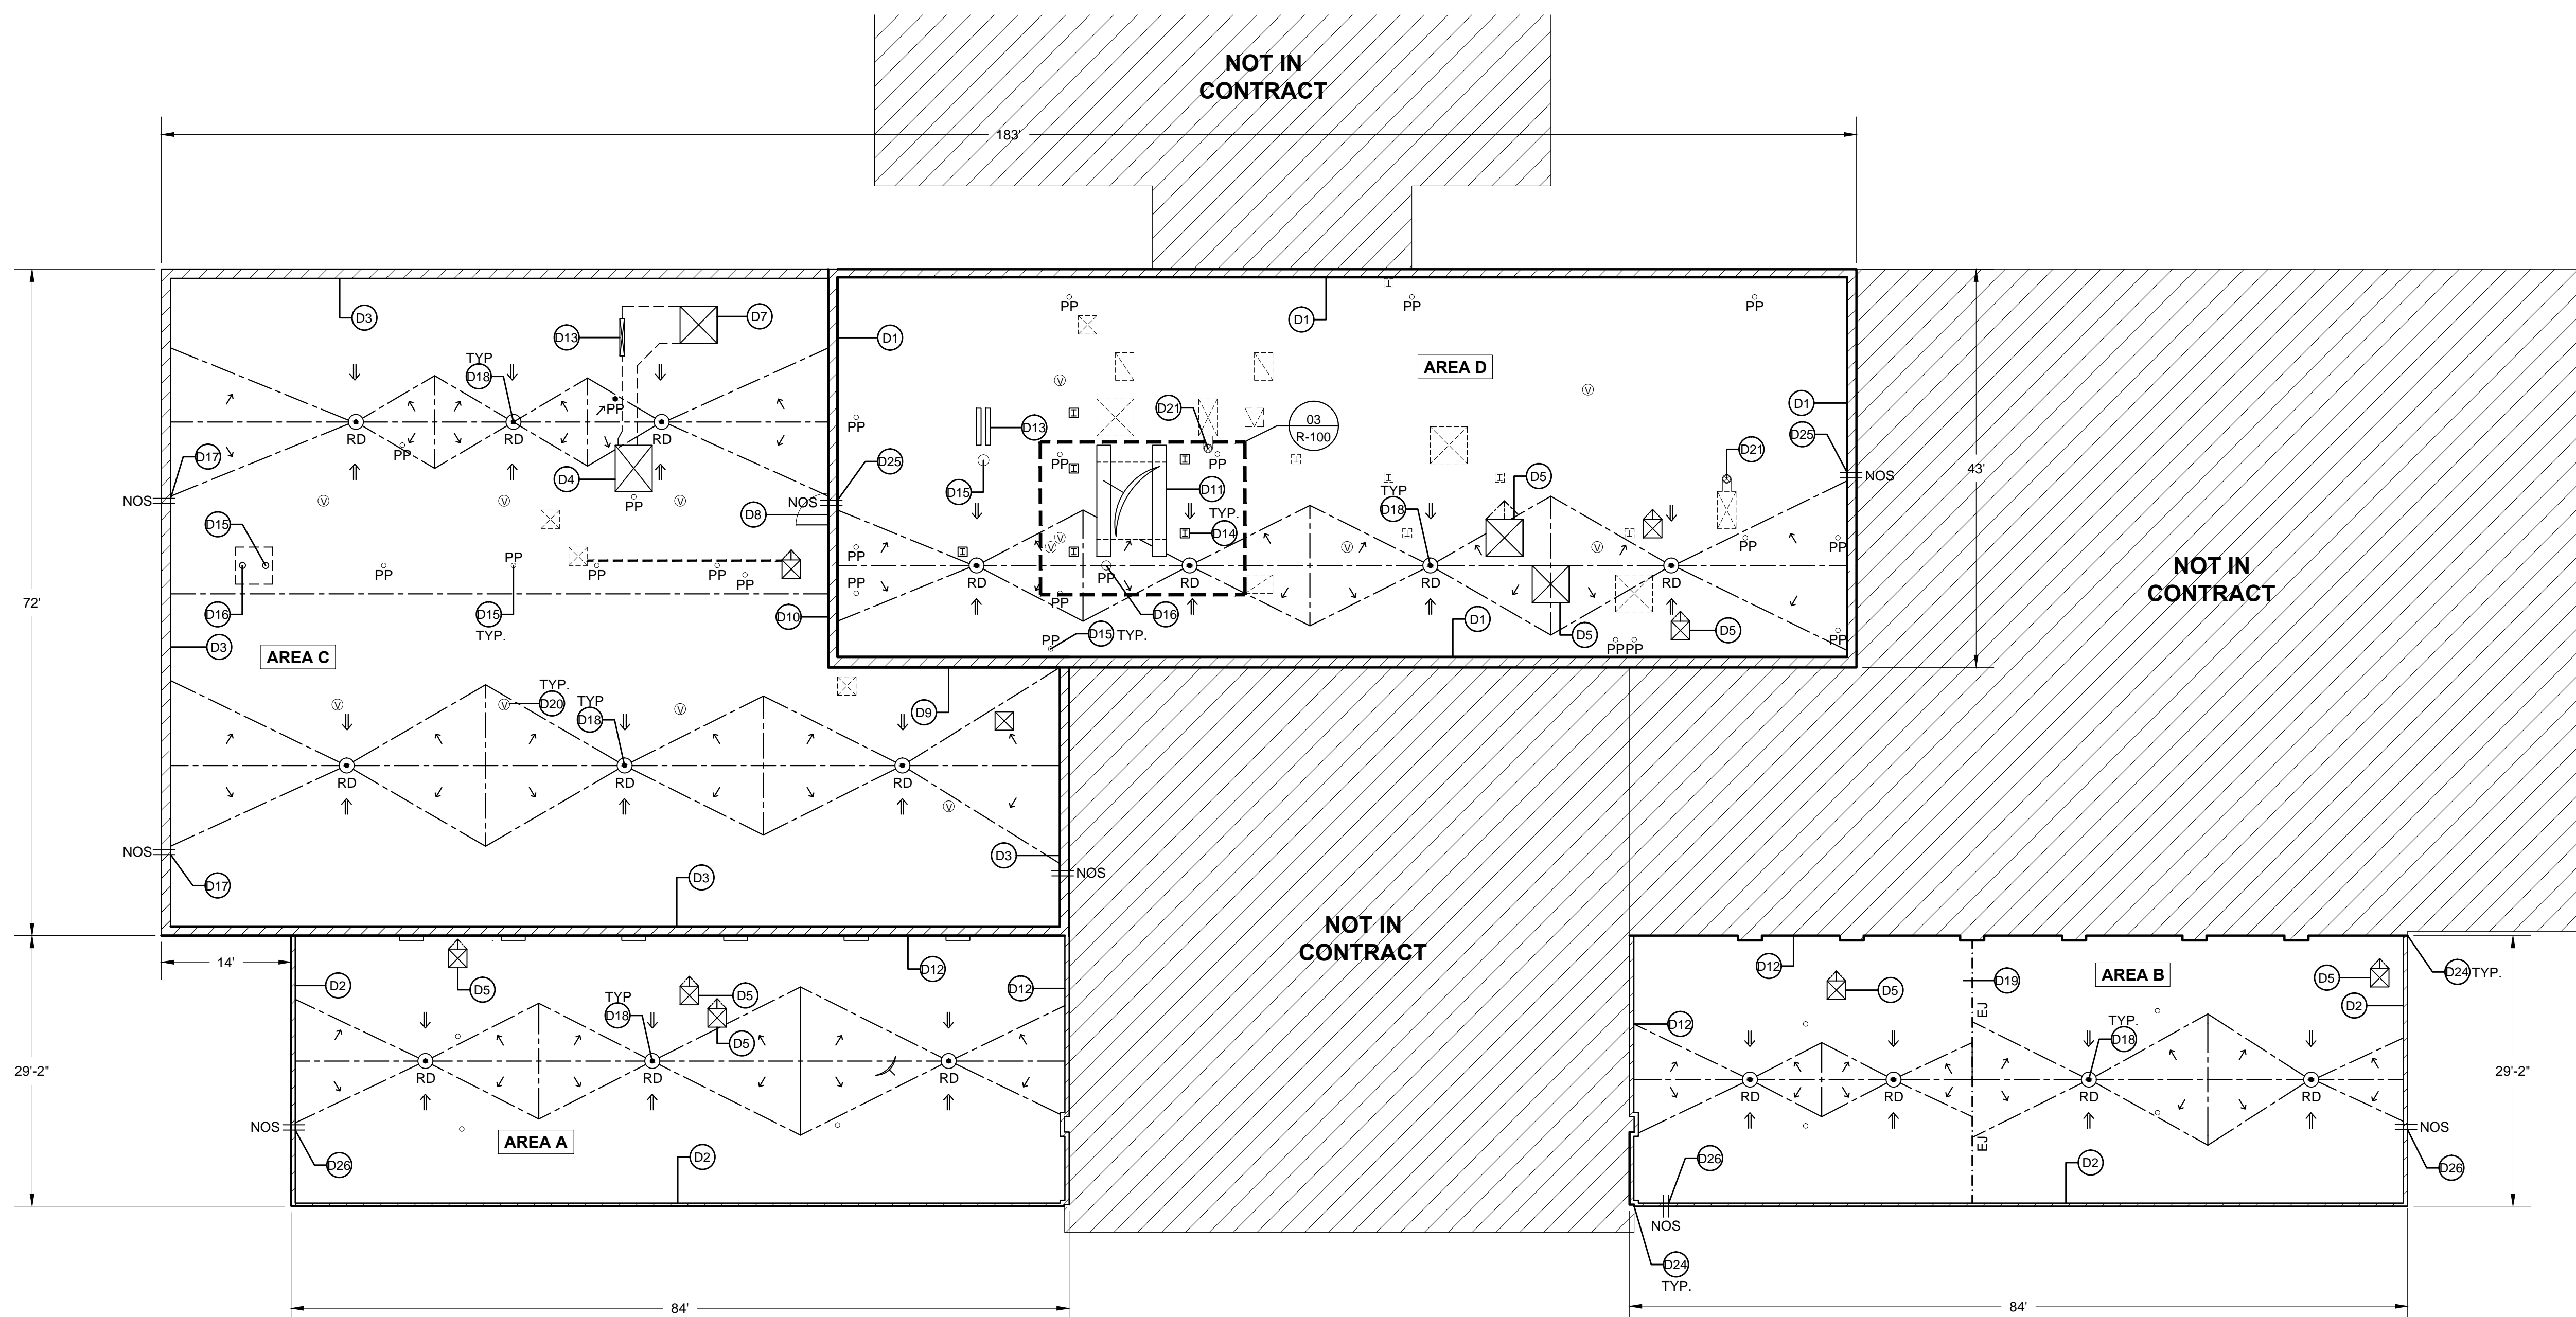 NOT IN
CONTRACT
183'
D3
D13
D7
D1
D1
PP
PP
PP
AREA D
TYP
D18
PP
V
V
D21
D1
03
R-100
D25
RD
RD
RD
PP
PP
D13
D17
D4
D25
PP
PP
D21
43'
NOS
V
V
V
PP
NOS
D8
D15
D11
TYP
D18
D5
NOS
D15
TYP.
D14
V
V
V
V
PP
PP
PP
PP
PP
PP
PP
PP
RD
RD
RD
RD
PP
PP
NOT IN
CONTRACT
72'
D16
D15
TYP.
D10
PP
D16
D1
D5
D5
PP
D15 TYP.
PP
PP
PP
D3
AREA C
TYP.
D20
V
V
V
TYP
D18
D9
RD
RD
RD
V
NOS
D17
D3
NOS
D3
NOT IN
CONTRACT
14'
D2
D5
D12
D12
D5
D5
TYP
D18
RD
RD
RD
29'-2"
NOS
AREA A
D26
D2
84'
D12
D19
AREA B
D5
D24 TYP.
D5
D2
D12
EJ
TYP.
D18
RD
RD
RD
RD
29'-2"
EJ
NOS
D26
D2
D26
NOS
D24
TYP.
84'